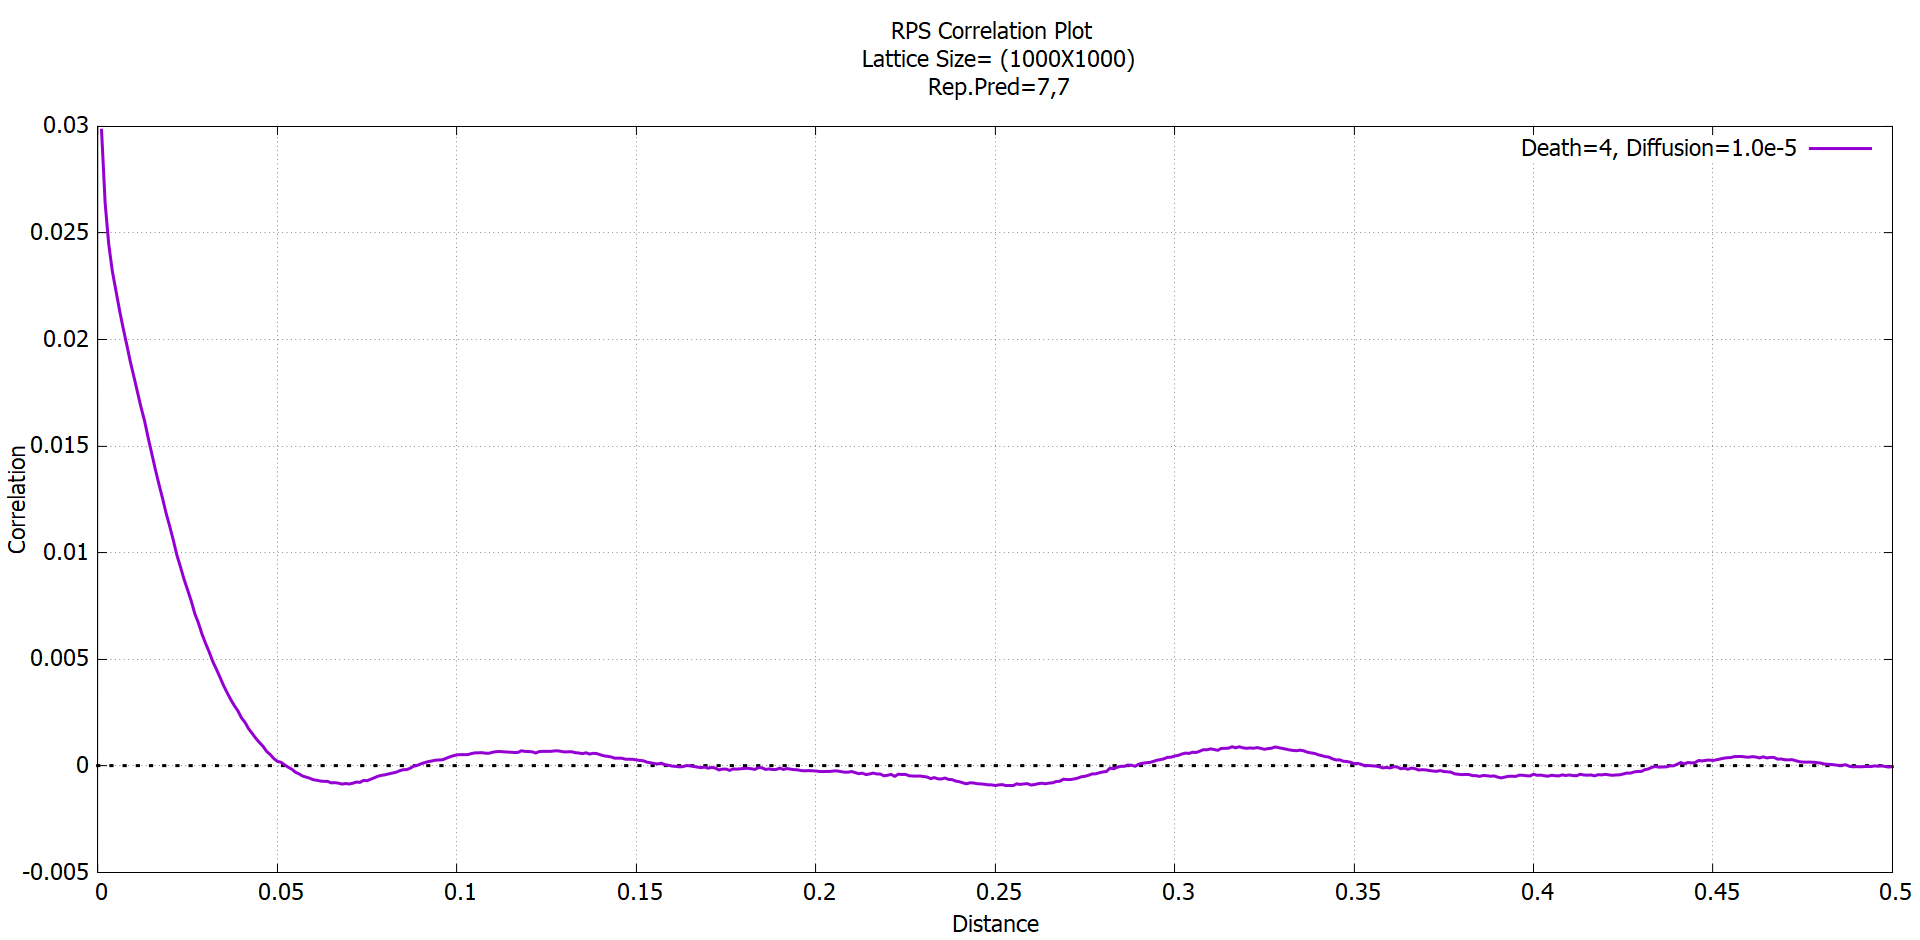 RPS Correlation Plot
Lattice Size= (1000X1000)
Rep.Pred=7,7
Death=4, Diffusion=1.0e-5
0.03
0.025
0.02
0.015
0.01
0.005
0
-0.005
Correlation
0 0.05 0.1 0.15 0.2 0.25 0.3 0.35 0.4 0.45 0.5
Distance